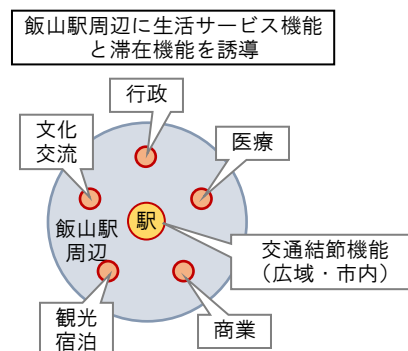 飯山駅周辺に生活サービス機能
と滞在機能を誘導
行政
文化
交流
医療
駅
飯山駅
周辺
交通結節機能
（広域・市内）
観光
宿泊
商業